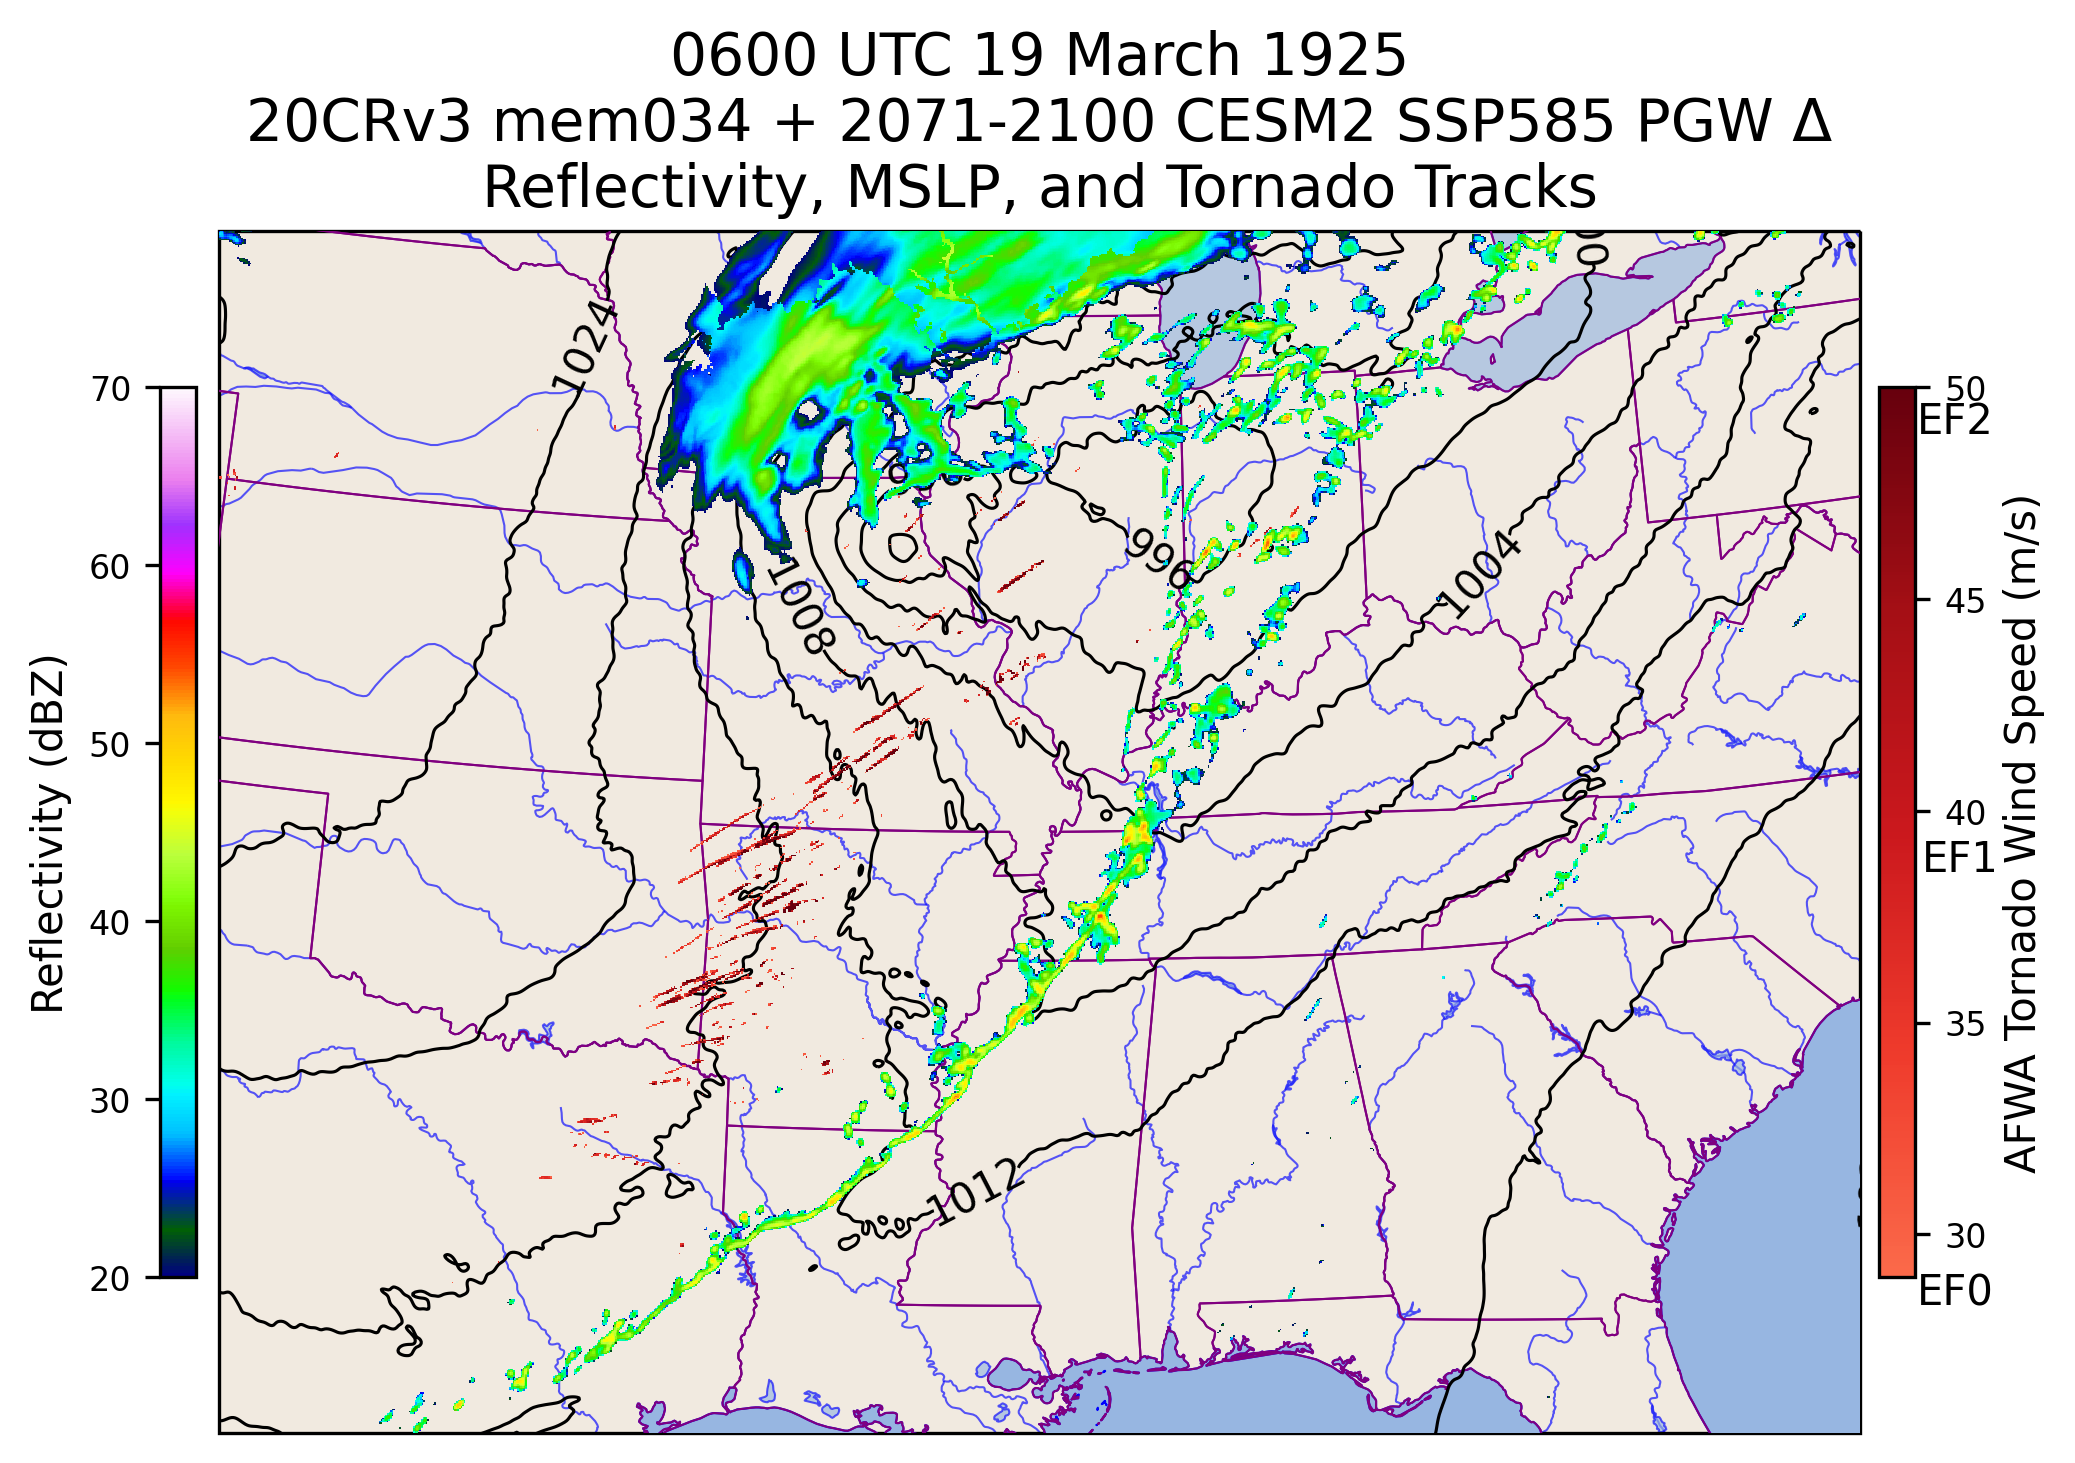 0600 UTC 19 March 1925
20CRv3 mem034 + 2071-2100 CESM2 SSP585 PGW Δ
Reflectivity, MSLP, and Tornado Tracks
Reflectivity (dBZ)
70
60
50
40
30
20
1024
1008
996
1004
1012
50
EF2
45
40
EF1
35
30
EF0
AFWA Tornado Wind Speed (m/s)